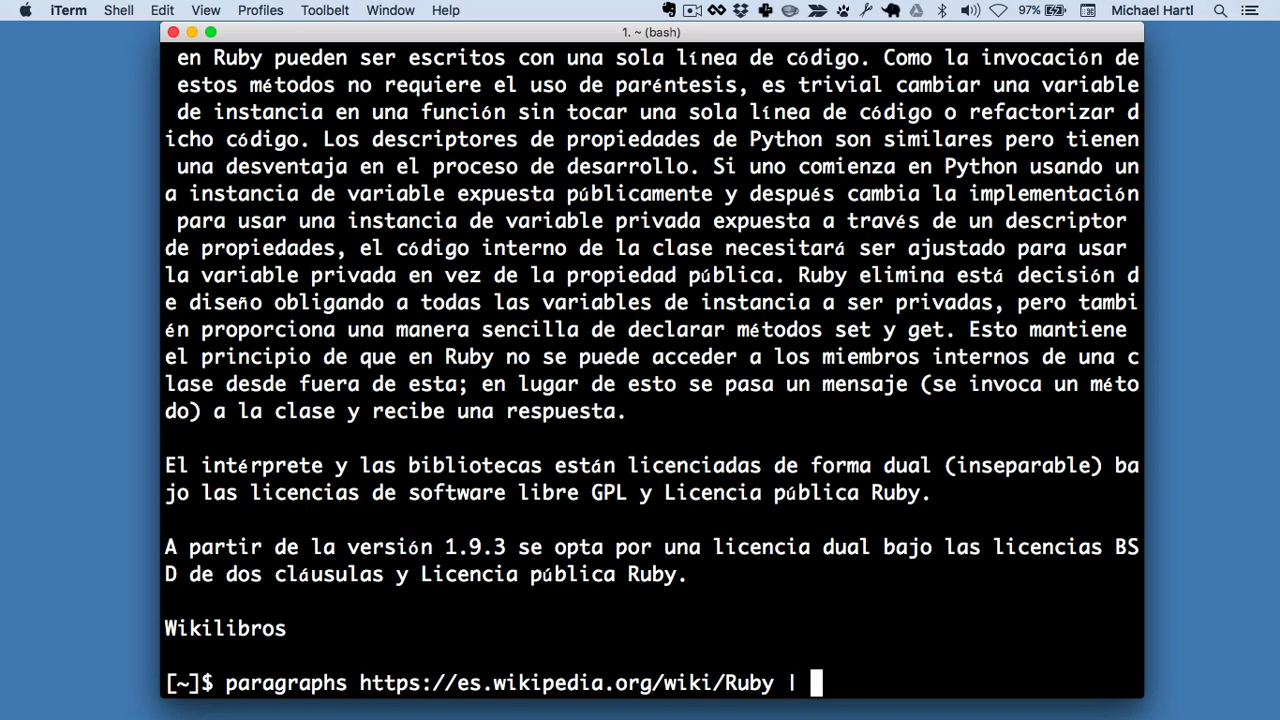 iTerm Shell Edit View Profiles Toolbelt Window Help 97% Michael Hartl
1. ~ (bash)
en Ruby pueden ser escritos con una sola línea de código. Como la invocación de
estos métodos no requiere el uso de paréntesis, es trivial cambiar una variable
de instancia en una función sin tocar una sola línea de código o refactorizar d
icho código. Los descriptores de propiedades de Python son similares pero tienen
una desventaja en el proceso de desarrollo. Si uno comienza en Python usando un
a instancia de variable expuesta públicamente y después cambia la implementación
para usar una instancia de variable privada expuesta a través de un descriptor
de propiedades, el código interno de la clase necesitará ser ajustado para usar
la variable privada en vez de la propiedad pública. Ruby elimina está decisión d
e diseño obligando a todas las variables de instancia a ser privadas, pero tambi
én proporciona una manera sencilla de declarar métodos set y get. Esto mantiene
el principio de que en Ruby no se puede acceder a los miembros internos de una c
lase desde fuera de esta; en lugar de esto se pasa un mensaje (se invoca un méto
do) a la clase y recibe una respuesta.
El intérprete y las bibliotecas están licenciadas de forma dual (inseparable) ba
jo las licencias de software libre GPL y Licencia pública Ruby.
A partir de la versión 1.9.3 se opta por una licencia dual bajo las licencias BS
D de dos cláusulas y Licencia pública Ruby.
Wikilibros
[~]$ paragraphs https://es.wikipedia.org/wiki/Ruby |